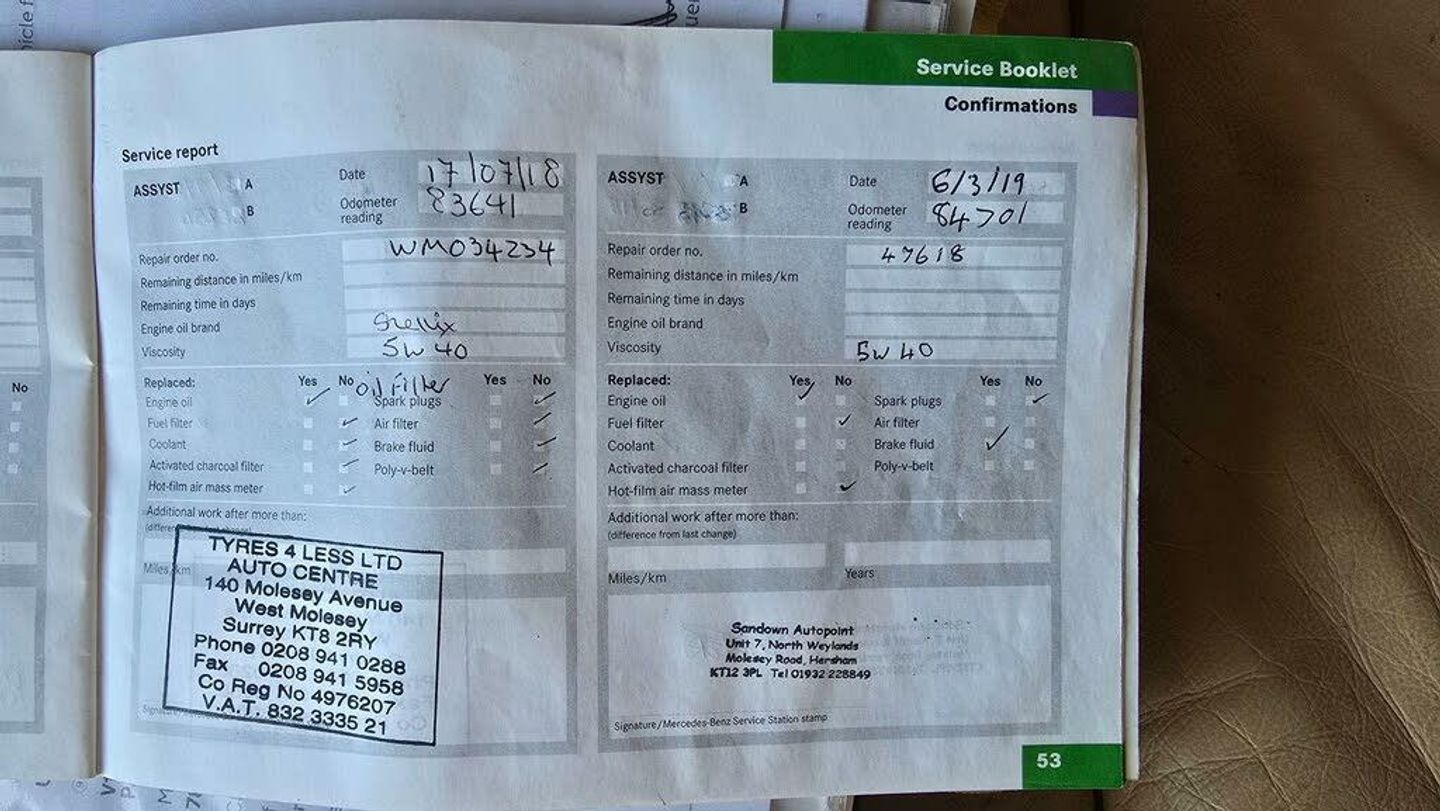 Service Booklet
Confirmations
Service report
ASSYST A
B
Date 17/07/18
Odometer reading 83641
Repair order no. WM034234
Remaining distance in miles/km
Remaining time in days
Engine oil brand
Viscosity 5W 40
Replaced: Yes No Oil Filter Yes No
Engine oil ✓ Spark plugs ✓
Fuel filter ✓ Air filter ✓
Coolant ✓ Brake fluid ✓
Activated charcoal filter ✓ Poly-v-belt ✓
Hot-film air mass meter ✓
Additional work after more than:
Miles/km
TYRES 4 LESS LTD
AUTO CENTRE
140 Molesey Avenue
West Molesey
Surrey KT8 2RY
Phone 0208 941 0288
Fax 0208 941 5958
Co Reg No 4976207
V.A.T. 832 3335 21
ASSYST A
B
Date 6/3/19
Odometer reading 84701
Repair order no. 47618
Remaining distance in miles/km
Remaining time in days
Engine oil brand
Viscosity 5W 40
Replaced: Yes No Yes No
Engine oil ✓ Spark plugs ✓
Fuel filter ✓ Air filter
Coolant Brake fluid ✓
Activated charcoal filter Poly-v-belt
Hot-film air mass meter ✓
Additional work after more than:
(difference from last change)
Miles/km Years
Sandown Autopoint
Unit 7, North Weylands
Molesey Road, Hersham
KT12 3PL Tel 01932 228849
Signature/Mercedes-Benz Service Station stamp
53
No